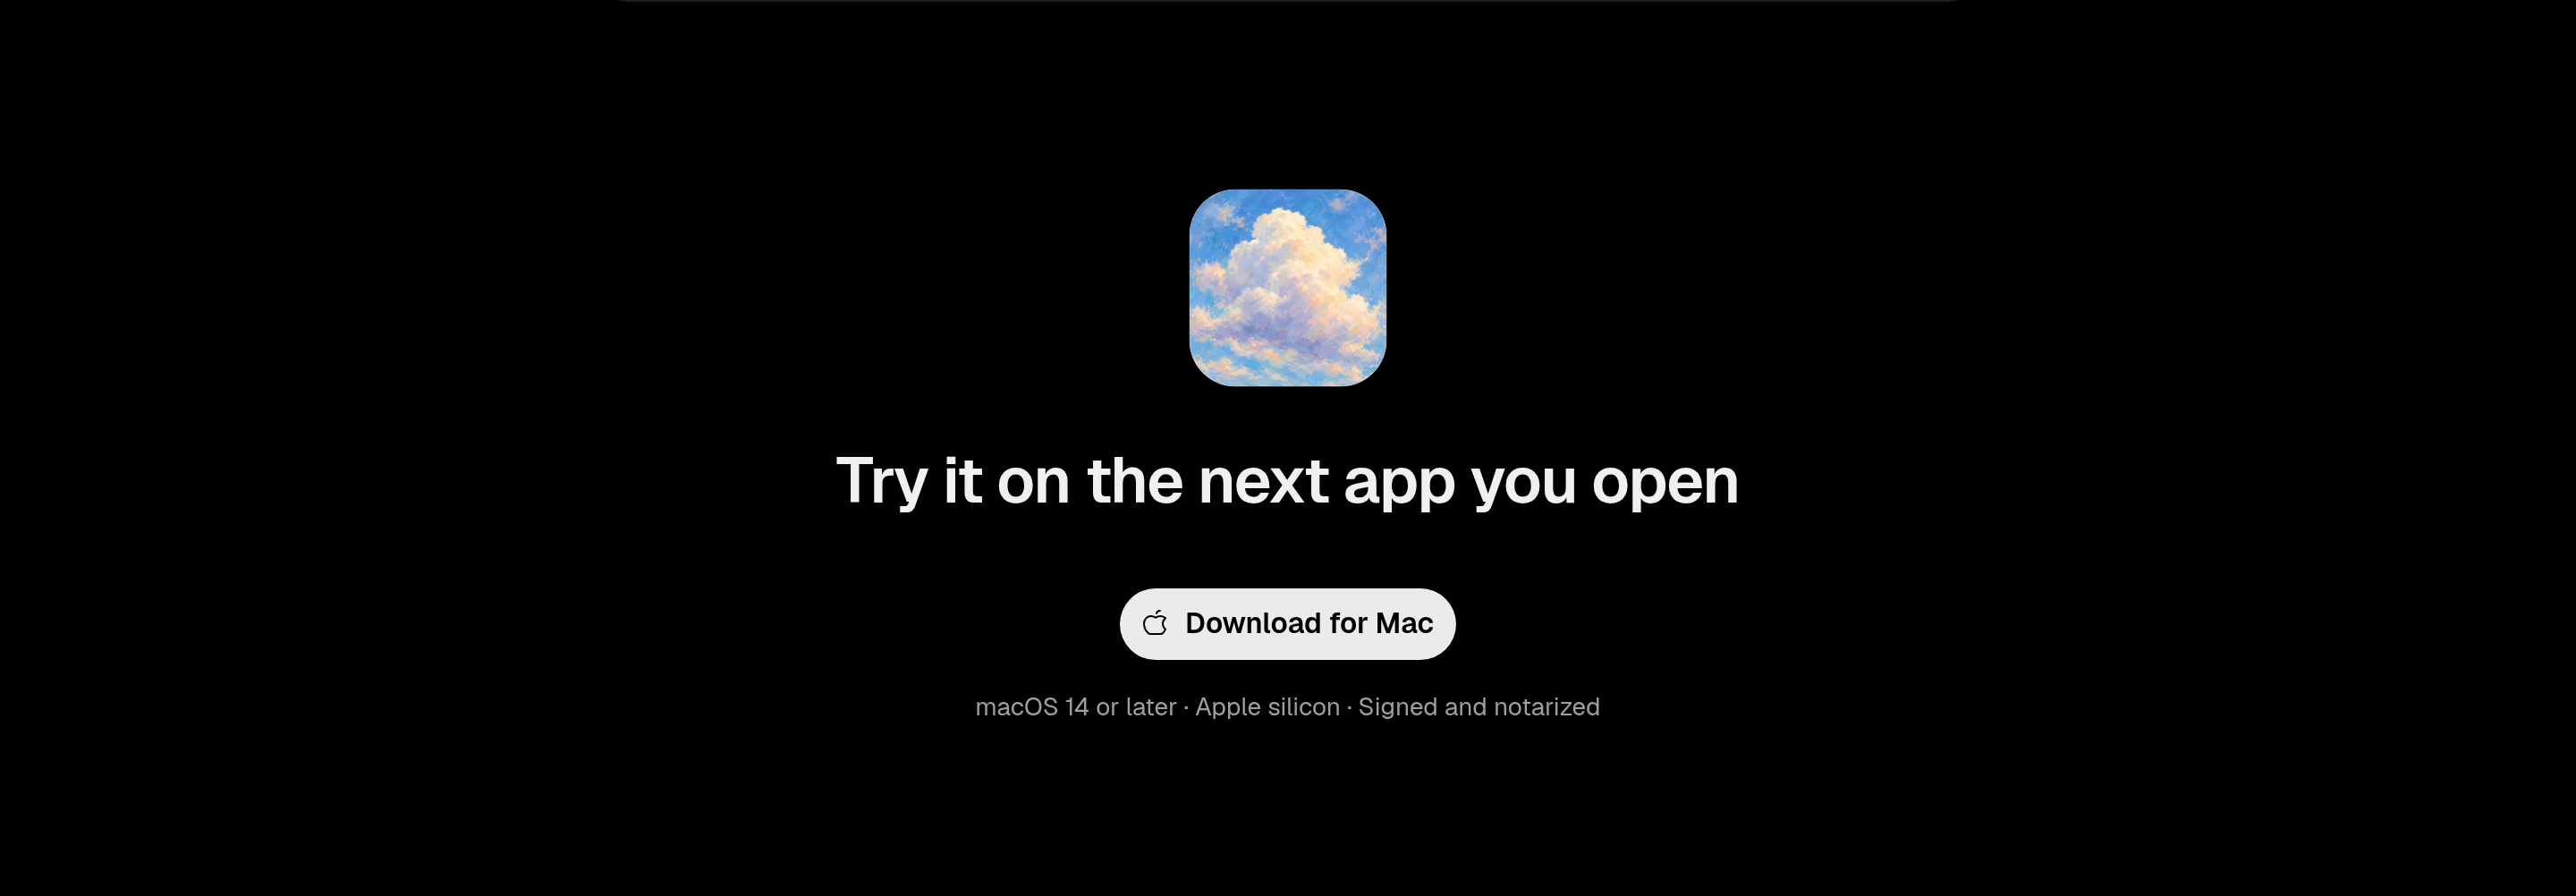 Try it on the next app you open
Download for Mac
macOS 14 or later · Apple silicon · Signed and notarized